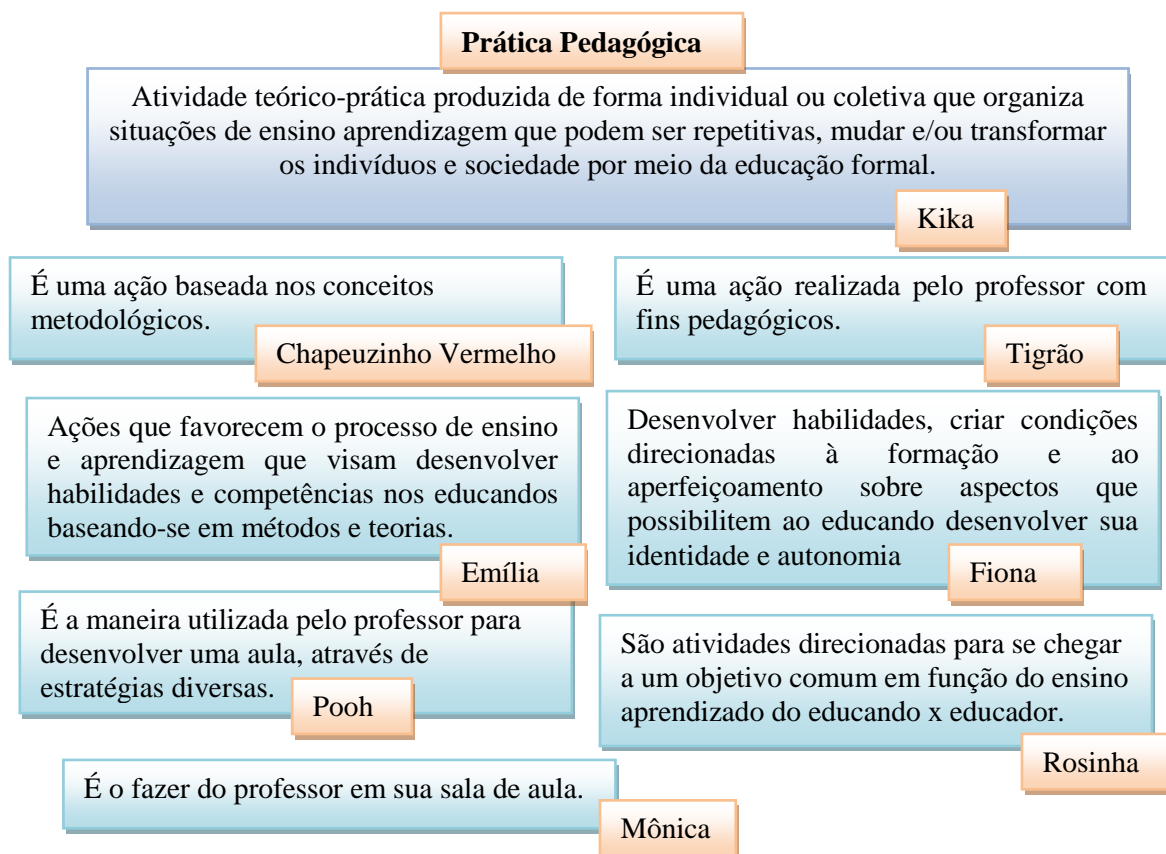 Prática Pedagógica
Atividade teórico-prática produzida de forma individual ou coletiva que organiza
situações de ensino aprendizagem que podem ser repetitivas, mudar e/ou transformar
os indivíduos e sociedade por meio da educação formal.
Kika
É uma ação baseada nos conceitos
metodológicos.
Chapeuzinho Vermelho
É uma ação realizada pelo professor com
fins pedagógicos.
Tigrão
Ações que favorecem o processo de ensino
e aprendizagem que visam desenvolver
habilidades e competências nos educandos
baseando-se em métodos e teorias.
Emília
Desenvolver habilidades, criar condições
direcionadas à formação e ao
aperfeiçoamento sobre aspectos que
possibilitem ao educando desenvolver sua
identidade e autonomia
Fiona
É a maneira utilizada pelo professor para
desenvolver uma aula, através de
estratégias diversas.
Pooh
São atividades direcionadas para se chegar
a um objetivo comum em função do ensino
aprendizado do educando x educador.
Rosinha
É o fazer do professor em sua sala de aula.
Mônica